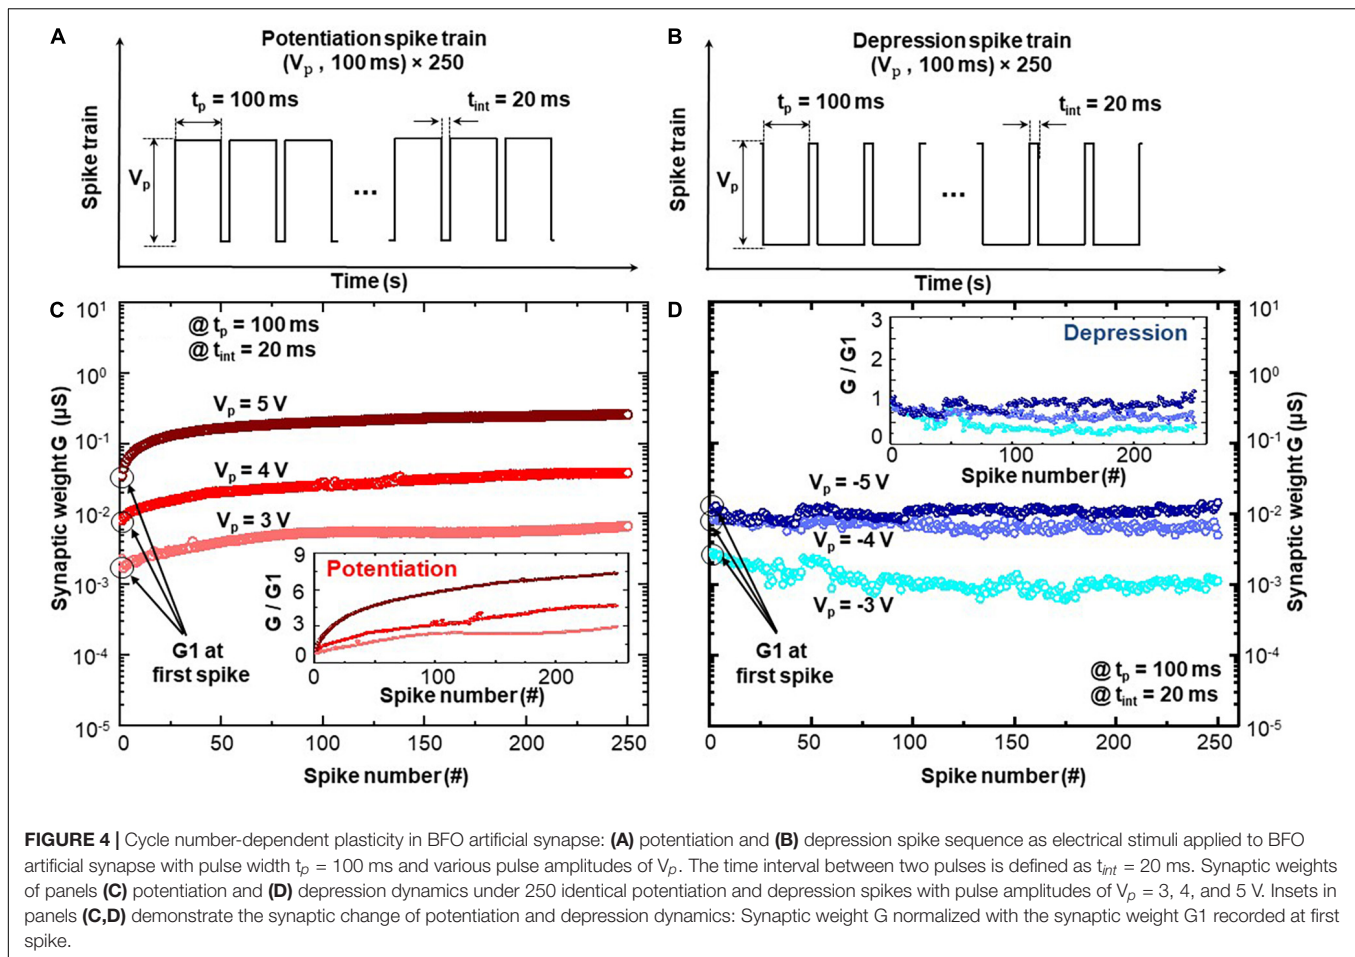 A
Potentiation spike train
(Vp , 100 ms) × 250
tp = 100 ms
tint = 20 ms
Vp
...
Spike train
Time (s)
B
Depression spike train
(Vp , 100 ms) × 250
tp = 100 ms
tint = 20 ms
Vp
...
Spike train
Time (s)
C
@ tp = 100 ms
@ tint = 20 ms
Vp = 5 V
Vp = 4 V
Vp = 3 V
G1 at
first spike
Synaptic weight G (µS)
10^1
10^0
10^-1
10^-2
10^-3
10^-4
10^-5
0 50 100 150 200 250
Spike number (#)
Potentiation
G / G1
9
6
3
0
0 100 200
Spike number (#)
D
Depression
G / G1
3
2
1
0
0 100 200
Spike number (#)
Vp = -5 V
Vp = -4 V
Vp = -3 V
G1 at
first spike
@ tp = 100 ms
@ tint = 20 ms
10^1
10^0
10^-1
10^-2
10^-3
10^-4
10^-5
Synaptic weight G (µS)
0 50 100 150 200 250
Spike number (#)
FIGURE 4 | Cycle number-dependent plasticity in BFO artificial synapse: (A) potentiation and (B) depression spike sequence as electrical stimuli applied to BFO
artificial synapse with pulse width tp = 100 ms and various pulse amplitudes of Vp. The time interval between two pulses is defined as tint = 20 ms. Synaptic weights
of panels (C) potentiation and (D) depression dynamics under 250 identical potentiation and depression spikes with pulse amplitudes of Vp = 3, 4, and 5 V. Insets in
panels (C,D) demonstrate the synaptic change of potentiation and depression dynamics: Synaptic weight G normalized with the synaptic weight G1 recorded at first
spike.